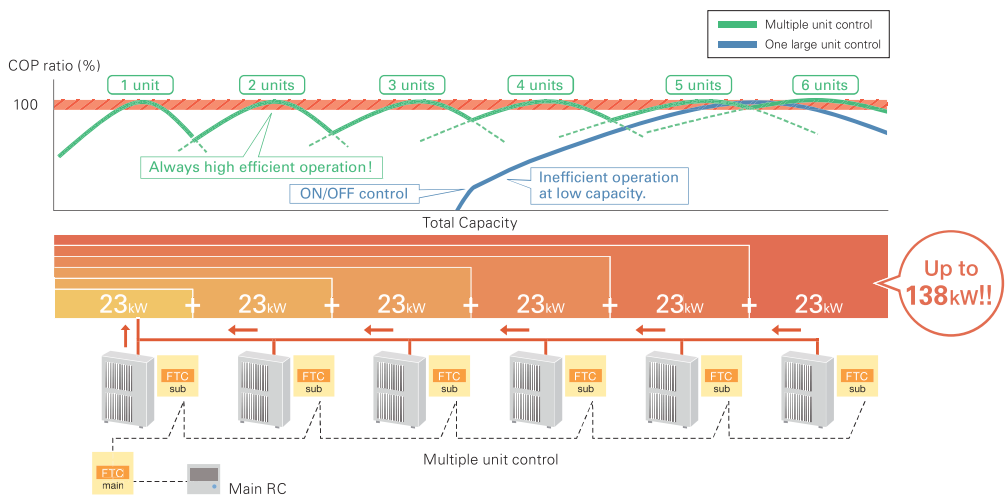 Multiple unit control
One large unit control
COP ratio (%)
100
1 unit
2 units
3 units
4 units
5 units
6 units
Always high efficient operation!
ON/OFF control
Inefficient operation
at low capacity.
Total Capacity
23kW + 23kW + 23kW + 23kW + 23kW + 23kW
Up to
138kW!!
FTC
sub
FTC
sub
FTC
sub
FTC
sub
FTC
sub
FTC
sub
Multiple unit control
FTC
main
Main RC